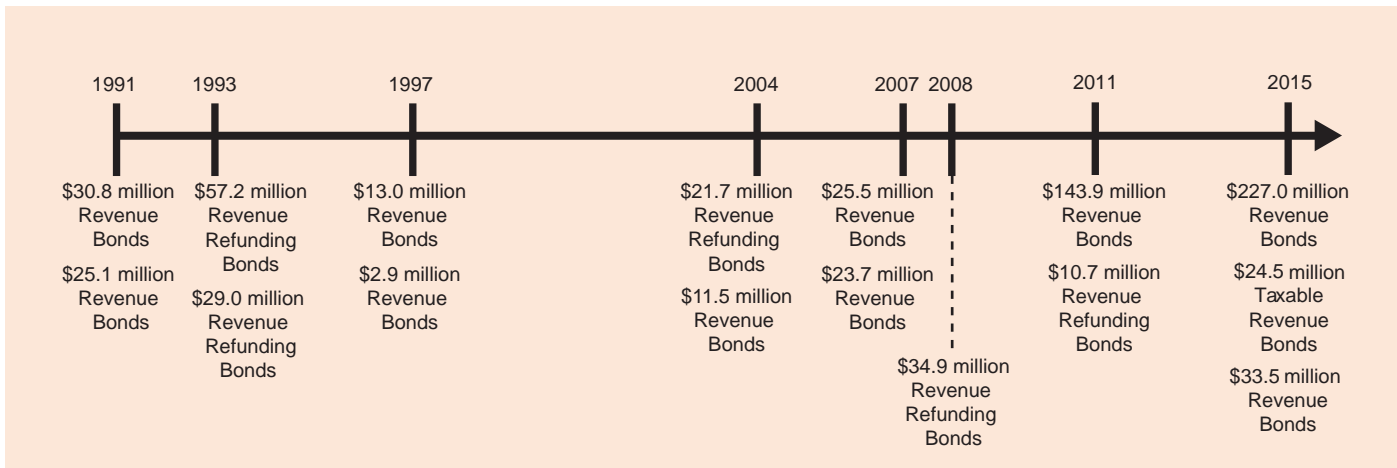 1991
1993
1997
2004
2007
2008
2011
2015
$30.8 million
Revenue
Bonds
$25.1 million
Revenue
Bonds
$57.2 million
Revenue
Refunding
Bonds
$29.0 million
Revenue
Refunding
Bonds
$13.0 million
Revenue
Bonds
$2.9 million
Revenue
Bonds
$21.7 million
Revenue
Refunding
Bonds
$11.5 million
Revenue
Bonds
$25.5 million
Revenue
Bonds
$23.7 million
Revenue
Bonds
$34.9 million
Revenue
Refunding
Bonds
$143.9 million
Revenue
Bonds
$10.7 million
Revenue
Refunding
Bonds
$227.0 million
Revenue
Bonds
$24.5 million
Taxable
Revenue
Bonds
$33.5 million
Revenue
Bonds